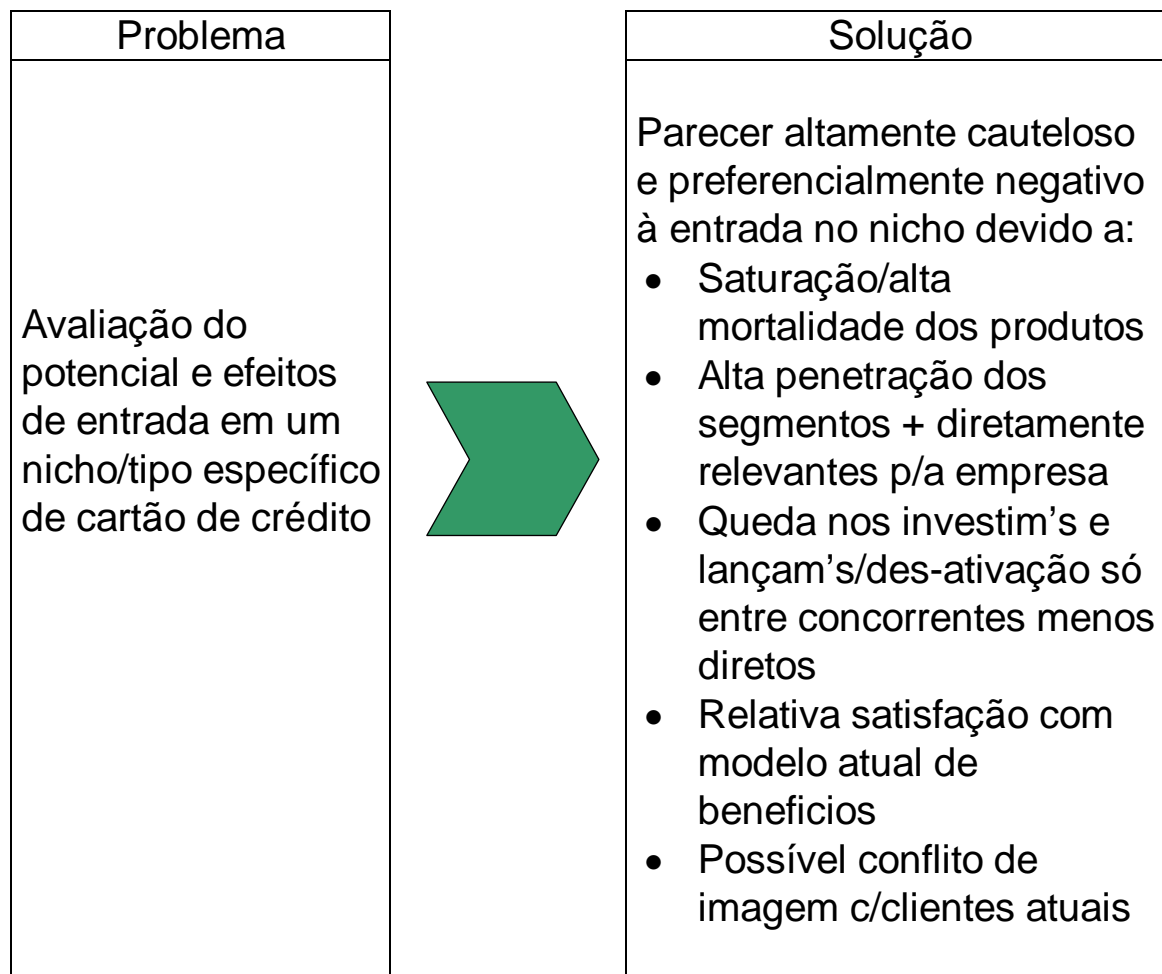 Problema
Avaliação do
potencial e efeitos
de entrada em um
nicho/tipo específico
de cartão de crédito
Solução
Parecer altamente cauteloso
e preferencialmente negativo
à entrada no nicho devido a:
• Saturação/alta
mortalidade dos produtos
• Alta penetração dos
segmentos + diretamente
relevantes p/a empresa
• Queda nos investim’s e
lançam’s/des-ativação só
entre concorrentes menos
diretos
• Relativa satisfação com
modelo atual de
beneficios
• Possível conflito de
imagem c/clientes atuais